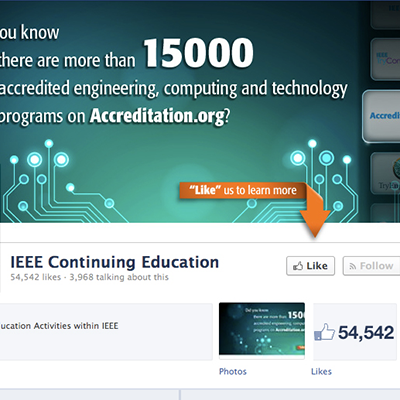 ou know
there are more than 15000
accredited engineering, computing and technology
programs on Accreditation.org?
"Like" us to learn more
IEEE Continuing Education
Like
Follow
54,542 likes · 3,968 talking about this
ucation Activities within IEEE
54,542
Photos
Likes